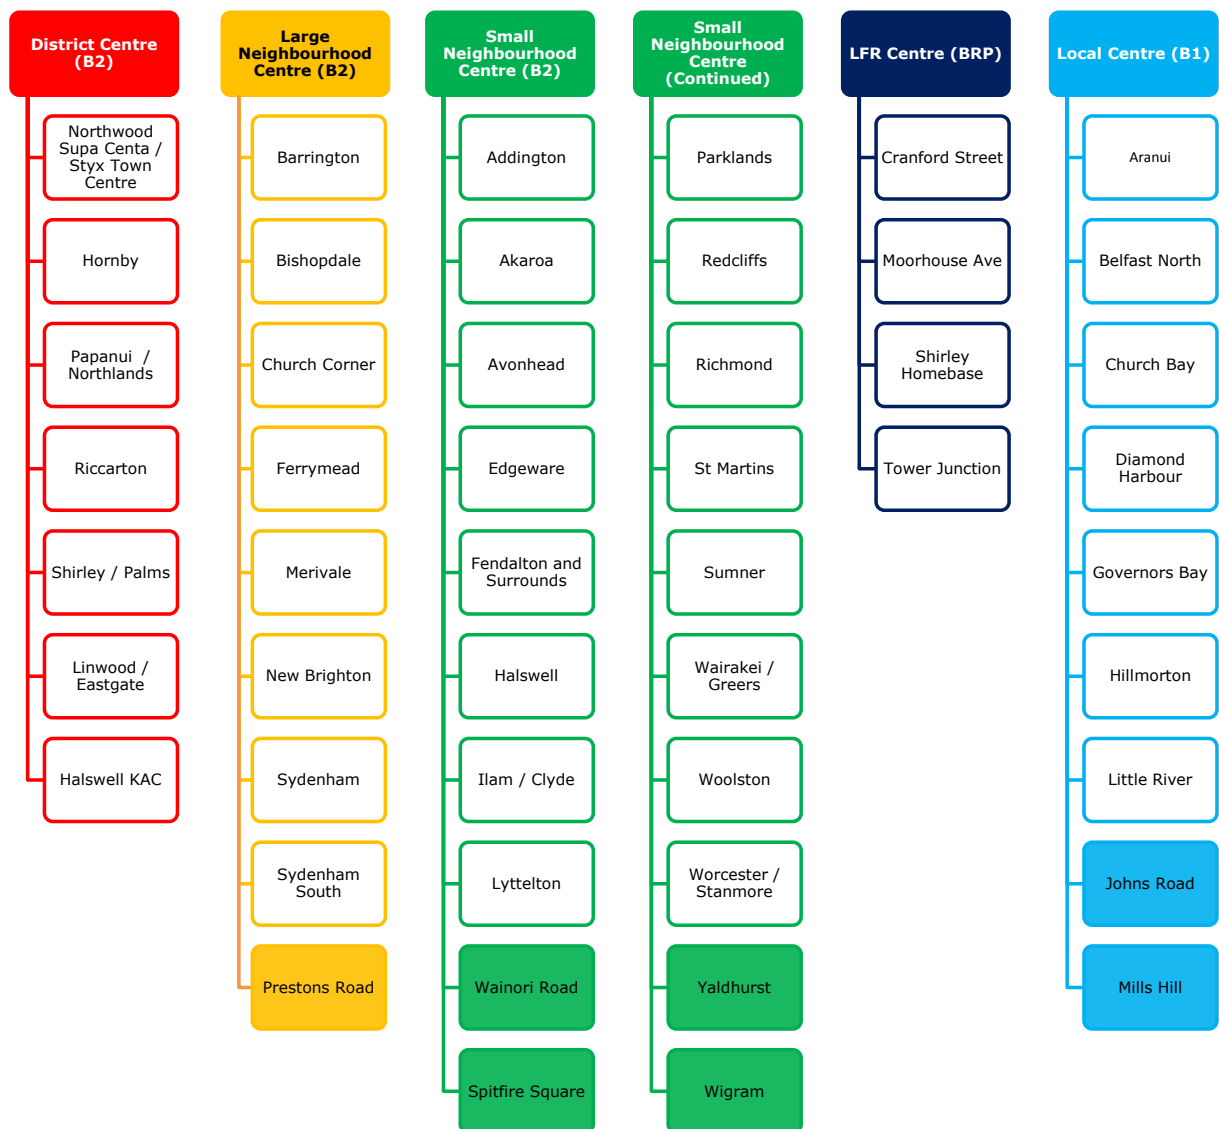 District Centre
(B2)
Northwood
Supa Centa /
Styx Town
Centre
Hornby
Papanui /
Northlands
Riccarton
Shirley / Palms
Linwood /
Eastgate
Halswell KAC
Large
Neighbourhood
Centre (B2)
Barrington
Bishopdale
Church Corner
Ferrymead
Merivale
New Brighton
Sydenham
Sydenham
South
Prestons Road
Small
Neighbourhood
Centre (B2)
Addington
Akaroa
Avonhead
Edgeware
Fendalton and
Surrounds
Halswell
Ilam / Clyde
Lyttelton
Wainori Road
Spitfire Square
Small
Neighbourhood
Centre
(Continued)
Parklands
Redcliffs
Richmond
St Martins
Sumner
Wairakei /
Greers
Woolston
Worcester /
Stanmore
Yaldhurst
Wigram
LFR Centre (BRP)
Cranford Street
Moorhouse Ave
Shirley
Homebase
Tower Junction
Local Centre (B1)
Aranui
Belfast North
Church Bay
Diamond
Harbour
Governors Bay
Hillmorton
Little River
Johns Road
Mills Hill